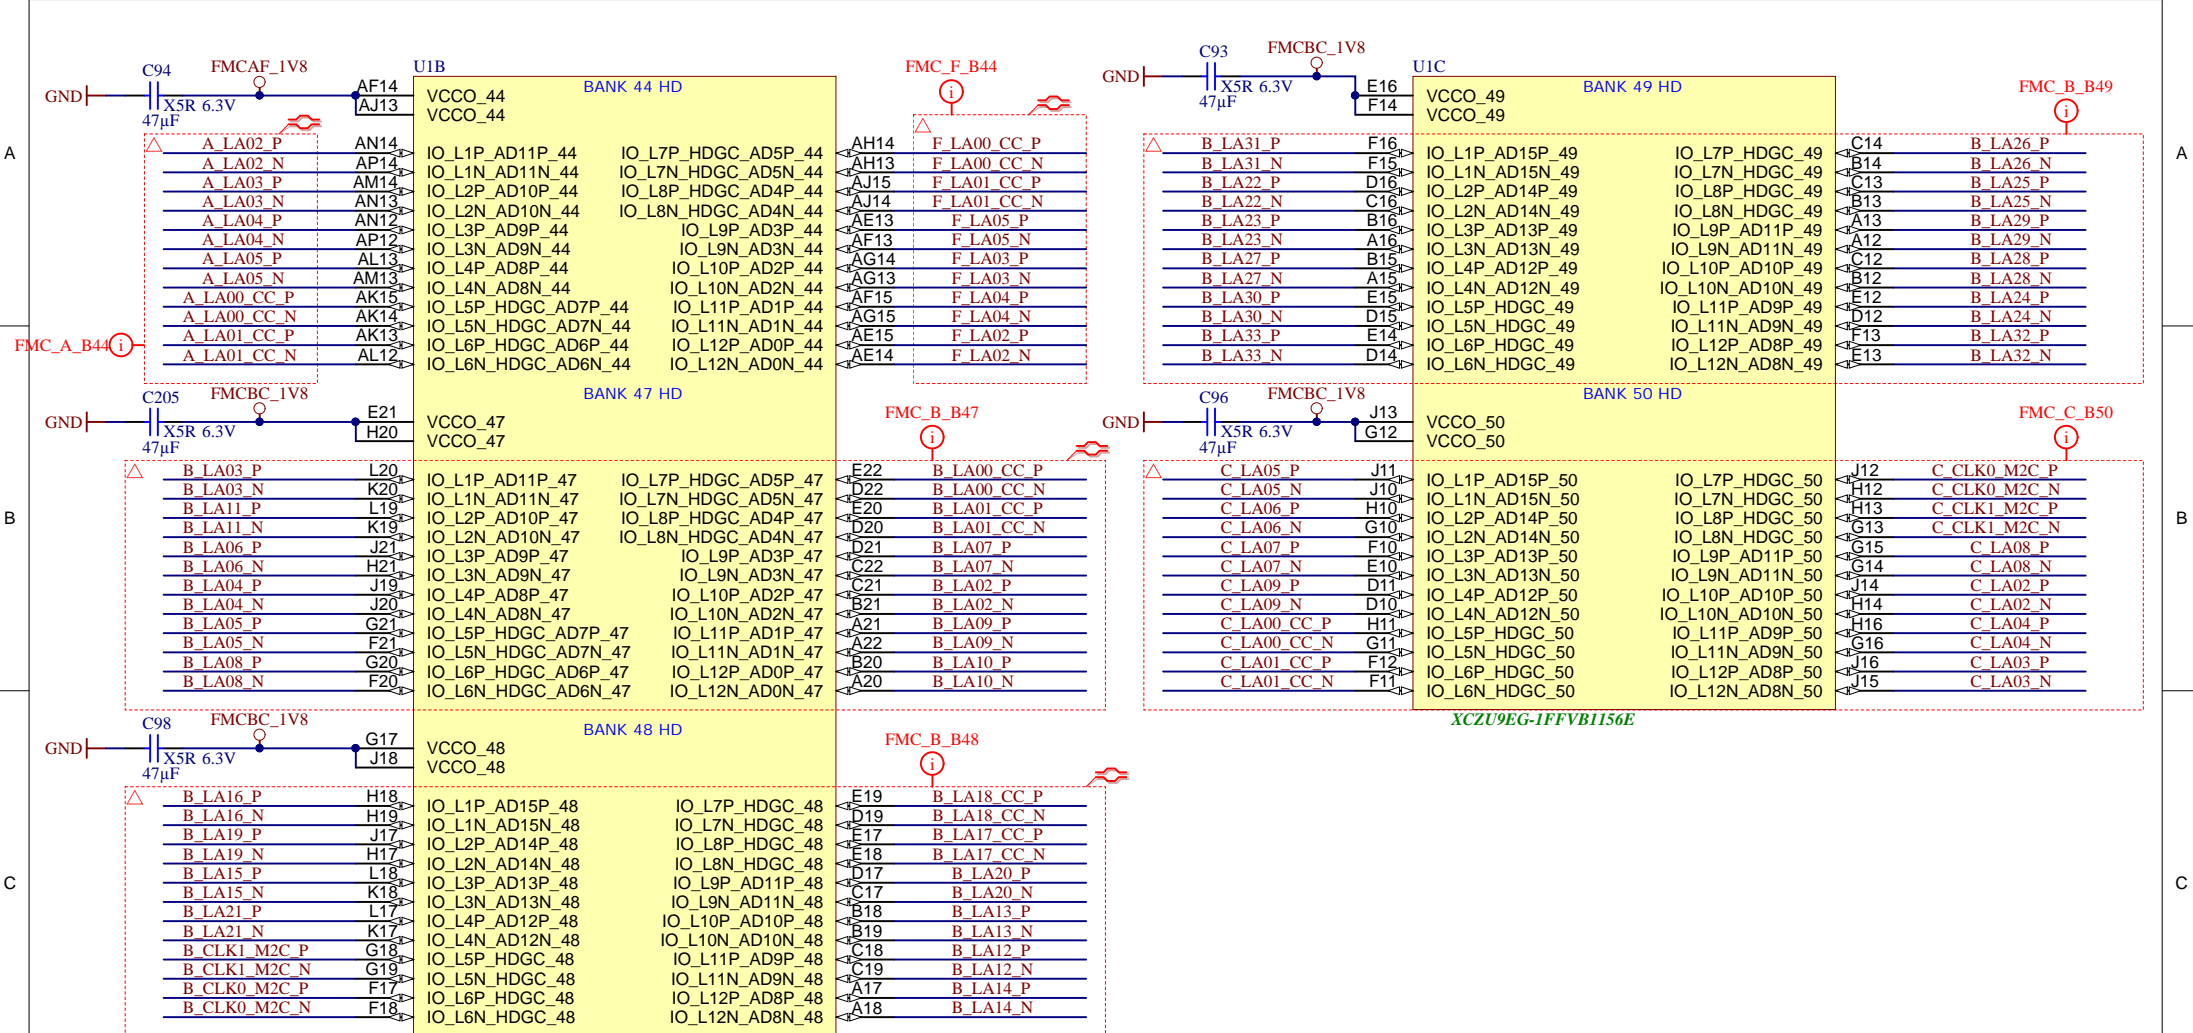 C94 FMCAF_1V8 U1B FMC_F_B44
GND X5R 6.3V 47µF
BANK 44 HD
AF14 VCCO_44
AJ13 VCCO_44
A_LA02_P AN14 IO_L1P_AD11P_44 IO_L7P_HDGC_AD5P_44 AH14 F_LA00_CC_P
A_LA02_N AP14 IO_L1N_AD11N_44 IO_L7N_HDGC_AD5N_44 AH13 F_LA00_CC_N
A_LA03_P AM14 IO_L2P_AD10P_44 IO_L8P_HDGC_AD4P_44 AJ15 F_LA01_CC_P
A_LA03_N AN13 IO_L2N_AD10N_44 IO_L8N_HDGC_AD4N_44 AJ14 F_LA01_CC_N
A_LA04_P AN12 IO_L3P_AD9P_44 IO_L9P_AD3P_44 AE13 F_LA05_P
A_LA04_N AP12 IO_L3N_AD9N_44 IO_L9N_AD3N_44 AF13 F_LA05_N
A_LA05_P AL13 IO_L4P_AD8P_44 IO_L10P_AD2P_44 AG14 F_LA03_P
A_LA05_N AM13 IO_L4N_AD8N_44 IO_L10N_AD2N_44 AG13 F_LA03_N
A_LA00_CC_P AK15 IO_L5P_HDGC_AD7P_44 IO_L11P_AD1P_44 AF15 F_LA04_P
A_LA00_CC_N AK14 IO_L5N_HDGC_AD7N_44 IO_L11N_AD1N_44 AG15 F_LA04_N
A_LA01_CC_P AK13 IO_L6P_HDGC_AD6P_44 IO_L12P_AD0P_44 AE15 F_LA02_P
A_LA01_CC_N AL12 IO_L6N_HDGC_AD6N_44 IO_L12N_AD0N_44 AE14 F_LA02_N
FMC_A_B44
C205 FMCBC_1V8 FMC_B_B47
GND X5R 6.3V 47µF
BANK 47 HD
E21 VCCO_47
H20 VCCO_47
B_LA03_P L20 IO_L1P_AD11P_47 IO_L7P_HDGC_AD5P_47 E22 B_LA00_CC_P
B_LA03_N K20 IO_L1N_AD11N_47 IO_L7N_HDGC_AD5N_47 D22 B_LA00_CC_N
B_LA11_P L19 IO_L2P_AD10P_47 IO_L8P_HDGC_AD4P_47 E20 B_LA01_CC_P
B_LA11_N K19 IO_L2N_AD10N_47 IO_L8N_HDGC_AD4N_47 D20 B_LA01_CC_N
B_LA06_P J21 IO_L3P_AD9P_47 IO_L9P_AD3P_47 D21 B_LA07_P
B_LA06_N H21 IO_L3N_AD9N_47 IO_L9N_AD3N_47 C22 B_LA07_N
B_LA04_P J19 IO_L4P_AD8P_47 IO_L10P_AD2P_47 C21 B_LA02_P
B_LA04_N J20 IO_L4N_AD8N_47 IO_L10N_AD2N_47 B21 B_LA02_N
B_LA05_P G21 IO_L5P_HDGC_AD7P_47 IO_L11P_AD1P_47 A21 B_LA09_P
B_LA05_N F21 IO_L5N_HDGC_AD7N_47 IO_L11N_AD1N_47 A22 B_LA09_N
B_LA08_P G20 IO_L6P_HDGC_AD6P_47 IO_L12P_AD0P_47 B20 B_LA10_P
B_LA08_N F20 IO_L6N_HDGC_AD6N_47 IO_L12N_AD0N_47 A20 B_LA10_N
C98 FMCBC_1V8 FMC_B_B48
GND X5R 6.3V 47µF
BANK 48 HD
G17 VCCO_48
J18 VCCO_48
B_LA16_P H18 IO_L1P_AD15P_48 IO_L7P_HDGC_48 E19 B_LA18_CC_P
B_LA16_N H19 IO_L1N_AD15N_48 IO_L7N_HDGC_48 D19 B_LA18_CC_N
B_LA19_P J17 IO_L2P_AD14P_48 IO_L8P_HDGC_48 E17 B_LA17_CC_P
B_LA19_N H17 IO_L2N_AD14N_48 IO_L8N_HDGC_48 E18 B_LA17_CC_N
B_LA15_P L18 IO_L3P_AD13P_48 IO_L9P_AD11P_48 D17 B_LA20_P
B_LA15_N K18 IO_L3N_AD13N_48 IO_L9N_AD11N_48 C17 B_LA20_N
B_LA21_P L17 IO_L4P_AD12P_48 IO_L10P_AD10P_48 B18 B_LA13_P
B_LA21_N K17 IO_L4N_AD12N_48 IO_L10N_AD10N_48 B19 B_LA13_N
B_CLK1_M2C_P G18 IO_L5P_HDGC_48 IO_L11P_AD9P_48 C18 B_LA12_P
B_CLK1_M2C_N G19 IO_L5N_HDGC_48 IO_L11N_AD9N_48 C19 B_LA12_N
B_CLK0_M2C_P F17 IO_L6P_HDGC_48 IO_L12P_AD8P_48 A17 B_LA14_P
B_CLK0_M2C_N F18 IO_L6N_HDGC_48 IO_L12N_AD8N_48 A18 B_LA14_N
C93 FMCBC_1V8 U1C FMC_B_B49
GND X5R 6.3V 47µF
BANK 49 HD
E16 VCCO_49
F14 VCCO_49
B_LA31_P F16 IO_L1P_AD15P_49 IO_L7P_HDGC_49 C14 B_LA26_P
B_LA31_N F15 IO_L1N_AD15N_49 IO_L7N_HDGC_49 B14 B_LA26_N
B_LA22_P D16 IO_L2P_AD14P_49 IO_L8P_HDGC_49 C13 B_LA25_P
B_LA22_N C16 IO_L2N_AD14N_49 IO_L8N_HDGC_49 B13 B_LA25_N
B_LA23_P B16 IO_L3P_AD13P_49 IO_L9P_AD11P_49 A13 B_LA29_P
B_LA23_N A16 IO_L3N_AD13N_49 IO_L9N_AD11N_49 A12 B_LA29_N
B_LA27_P B15 IO_L4P_AD12P_49 IO_L10P_AD10P_49 C12 B_LA28_P
B_LA27_N A15 IO_L4N_AD12N_49 IO_L10N_AD10N_49 B12 B_LA28_N
B_LA30_P E15 IO_L5P_HDGC_49 IO_L11P_AD9P_49 E12 B_LA24_P
B_LA30_N D15 IO_L5N_HDGC_49 IO_L11N_AD9N_49 D12 B_LA24_N
B_LA33_P E14 IO_L6P_HDGC_49 IO_L12P_AD8P_49 F13 B_LA32_P
B_LA33_N D14 IO_L6N_HDGC_49 IO_L12N_AD8N_49 E13 B_LA32_N
C96 FMCBC_1V8 FMC_C_B50
GND X5R 6.3V 47µF
BANK 50 HD
J13 VCCO_50
G12 VCCO_50
C_LA05_P J11 IO_L1P_AD15P_50 IO_L7P_HDGC_50 J12 C_CLK0_M2C_P
C_LA05_N J10 IO_L1N_AD15N_50 IO_L7N_HDGC_50 H12 C_CLK0_M2C_N
C_LA06_P H10 IO_L2P_AD14P_50 IO_L8P_HDGC_50 H13 C_CLK1_M2C_P
C_LA06_N G10 IO_L2N_AD14N_50 IO_L8N_HDGC_50 G13 C_CLK1_M2C_N
C_LA07_P F10 IO_L3P_AD13P_50 IO_L9P_AD11P_50 G15 C_LA08_P
C_LA07_N E10 IO_L3N_AD13N_50 IO_L9N_AD11N_50 G14 C_LA08_N
C_LA09_P D11 IO_L4P_AD12P_50 IO_L10P_AD10P_50 J14 C_LA02_P
C_LA09_N D10 IO_L4N_AD12N_50 IO_L10N_AD10N_50 H14 C_LA02_N
C_LA00_CC_P H11 IO_L5P_HDGC_50 IO_L11P_AD9P_50 H16 C_LA04_P
C_LA00_CC_N G11 IO_L5N_HDGC_50 IO_L11N_AD9N_50 G16 C_LA04_N
C_LA01_CC_P F12 IO_L6P_HDGC_50 IO_L12P_AD8P_50 J16 C_LA03_P
C_LA01_CC_N F11 IO_L6N_HDGC_50 IO_L12N_AD8N_50 J15 C_LA03_N
XCZU9EG-1FFVB1156E
A A
B B
C C